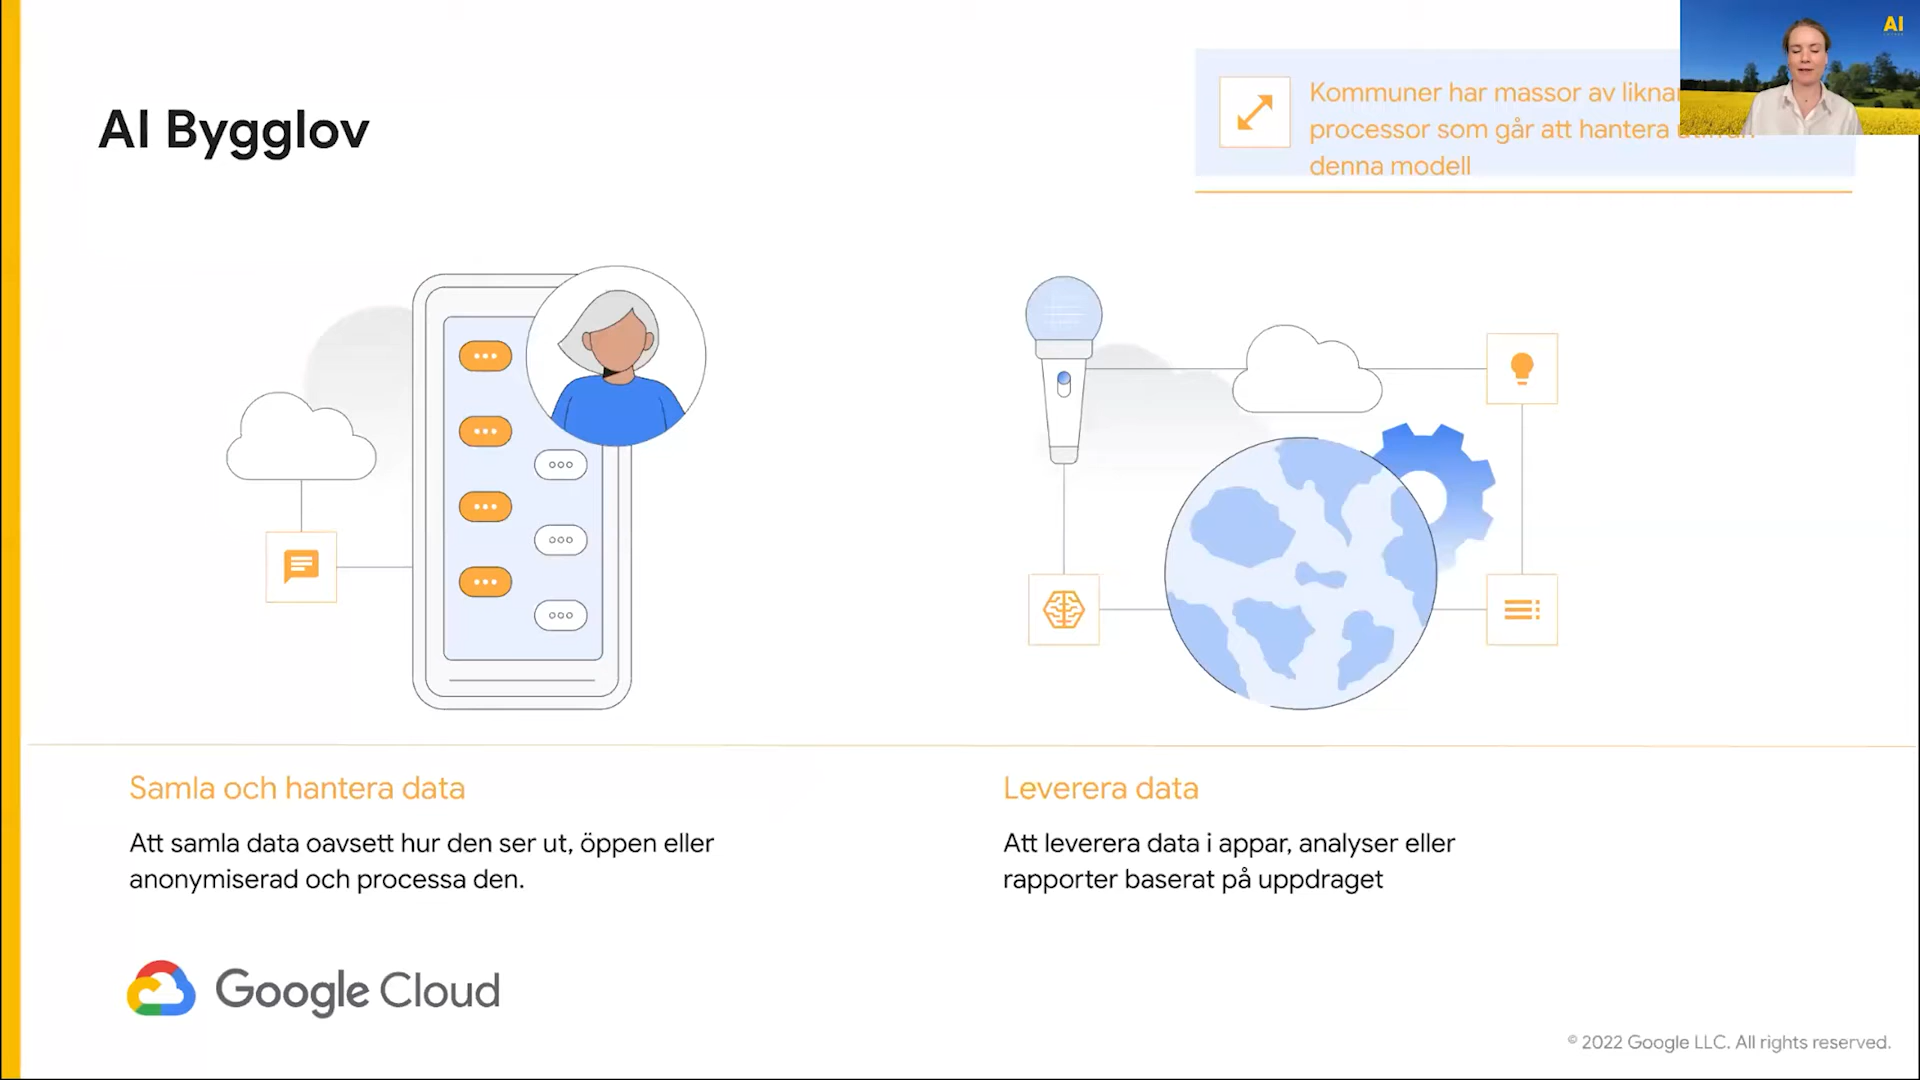 AI Bygglov
Kommuner har massor av
processor som går att hantera
denna modell
AI
Samla och hantera data
Att samla data oavsett hur den ser ut, öppen eller
anonymiserad och processa den.
Leverera data
Att leverera data i appar, analyser eller
rapporter baserat på uppdraget
Google Cloud
© 2022 Google LLC. All rights reserved.